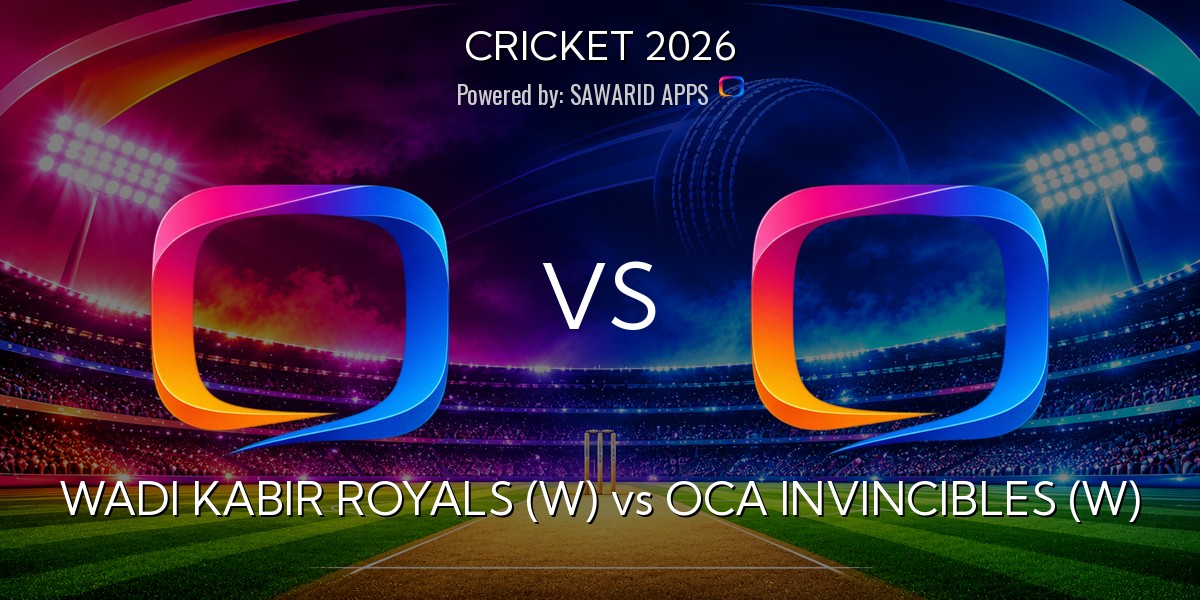 CRICKET 2026
Powered by: SAWARID APPS
VS
WADI KABIR ROYALS (W) vs OCA INVINCIBLES (W)